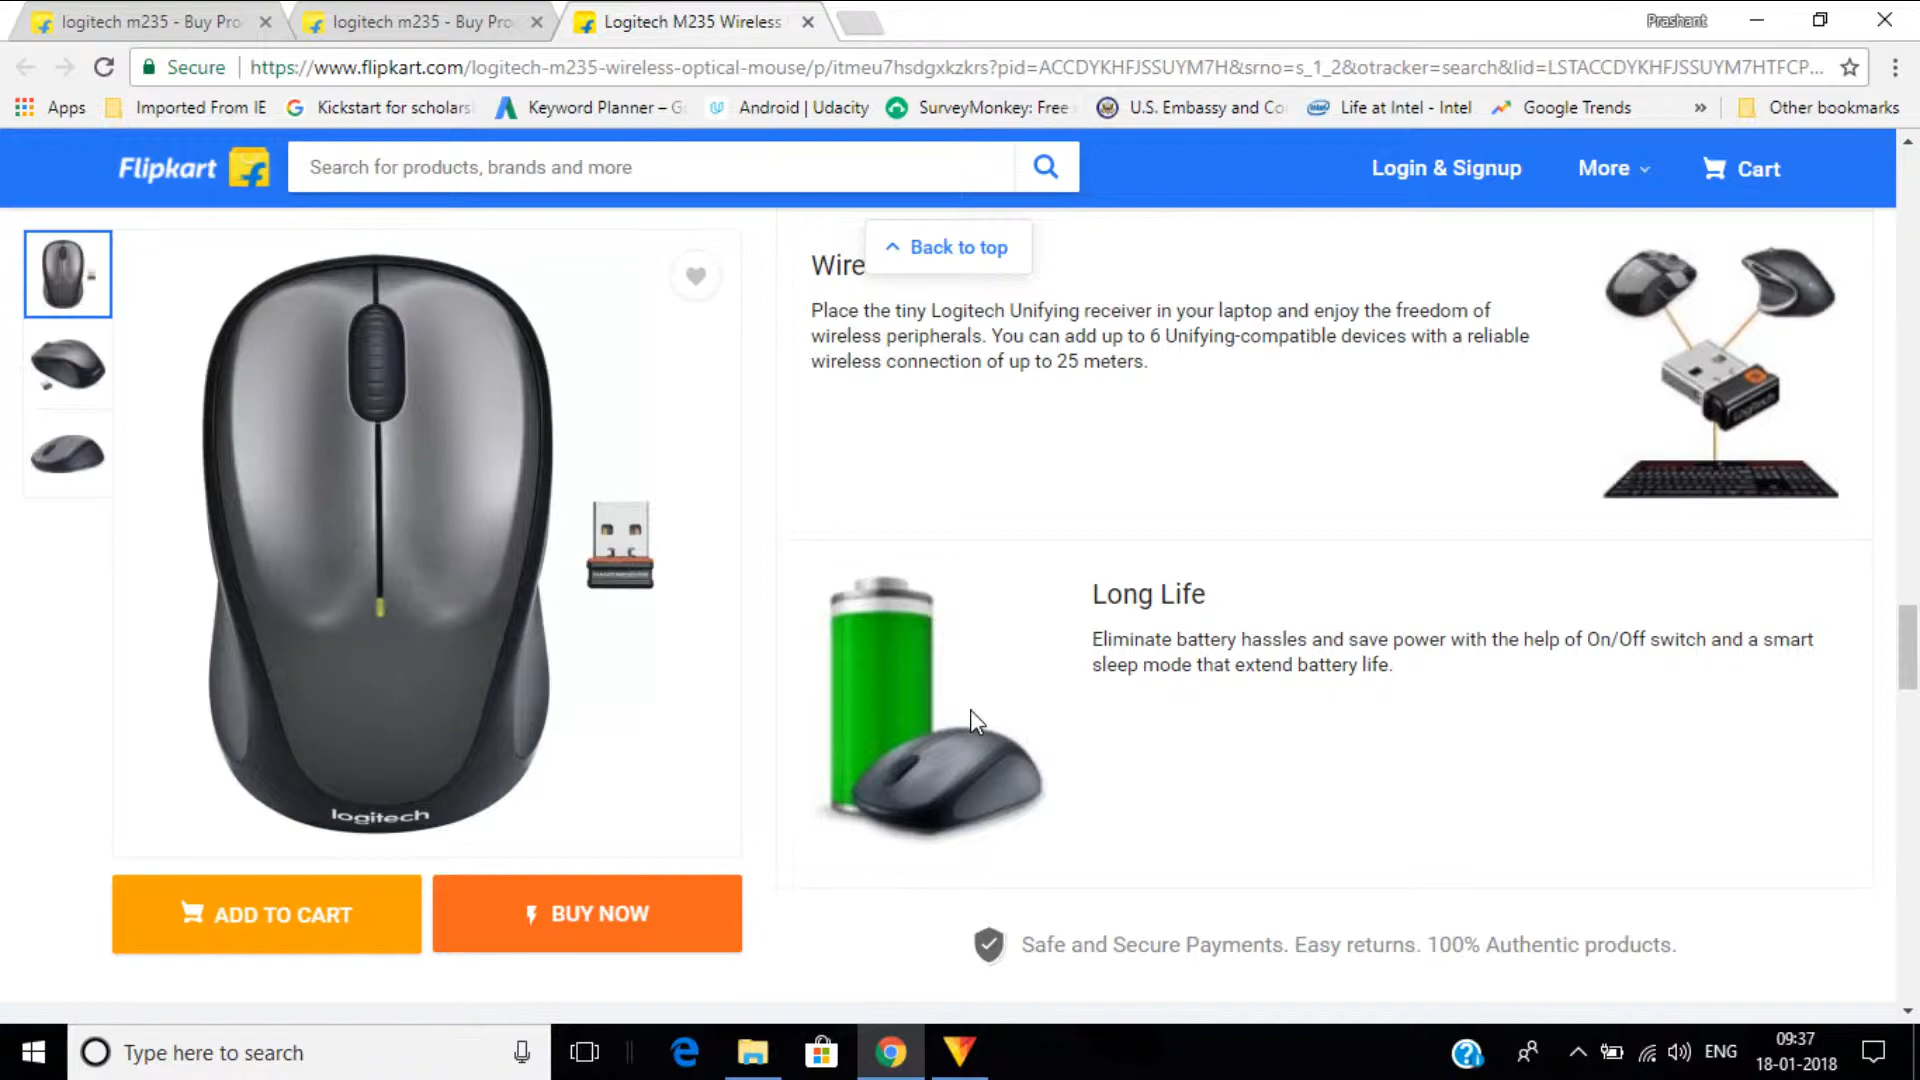 logitech m235 - Buy Pro
logitech m235 - Buy Pro
Logitech M235 Wireless
Prashant
Secure
https://www.flipkart.com/logitech-m235-wireless-optical-mouse/p/itmeu7hsdgxkzkrs?pid=ACCDYKHFJSSUYM7H&srno=s_1_2&otracker=search&lid=LSTACCDYKHFJSSUYM7HTFCP...
Apps
Imported From IE
Kickstart for scholars
Keyword Planner – G
Android | Udacity
SurveyMonkey: Free
U.S. Embassy and Co
Life at Intel - Intel
Google Trends
»
Other bookmarks
Flipkart
Search for products, brands and more
Login & Signup
More
Cart
Back to top
Wire
Place the tiny Logitech Unifying receiver in your laptop and enjoy the freedom of
wireless peripherals. You can add up to 6 Unifying-compatible devices with a reliable
wireless connection of up to 25 meters.
Logitech
Long Life
Eliminate battery hassles and save power with the help of On/Off switch and a smart
sleep mode that extend battery life.
logitech
ADD TO CART
BUY NOW
Safe and Secure Payments. Easy returns. 100% Authentic products.
Type here to search
ENG
09:37
18-01-2018